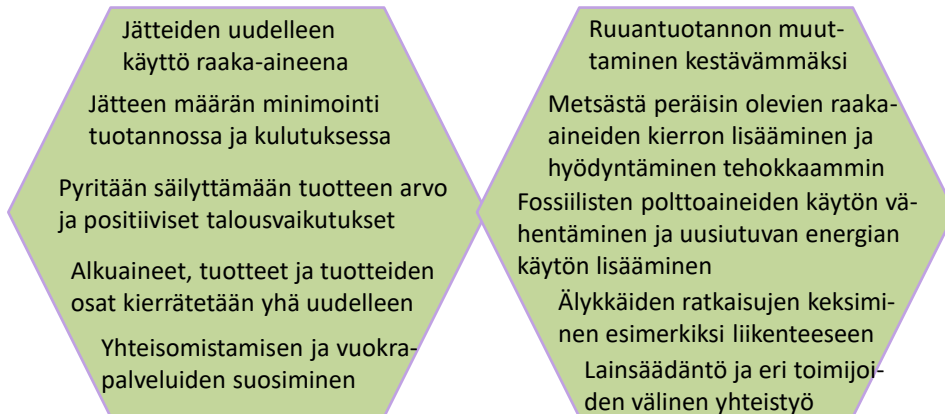 Jätteiden uudelleen
käyttö raaka-aineena
Jätteen määrän minimointi
tuotannossa ja kulutuksessa
Pyritään säilyttämään tuotteen arvo
ja positiiviset talousvaikutukset
Alkuaineet, tuotteet ja tuotteiden
osat kierrätetään yhä uudelleen
Yhteisomistamisen ja vuokra-
palveluiden suosiminen
Ruuantuotannon muut-
taminen kestävämmäksi
Metsästä peräisin olevien raaka-
aineiden kierron lisääminen ja
hyödyntäminen tehokkaammin
Fossiilisten polttoaineiden käytön vä-
hentäminen ja uusiutuvan energian
käytön lisääminen
Älykkäiden ratkaisujen keksimi-
nen esimerkiksi liikenteeseen
Lainsäädäntö ja eri toimijoi-
den välinen yhteistyö